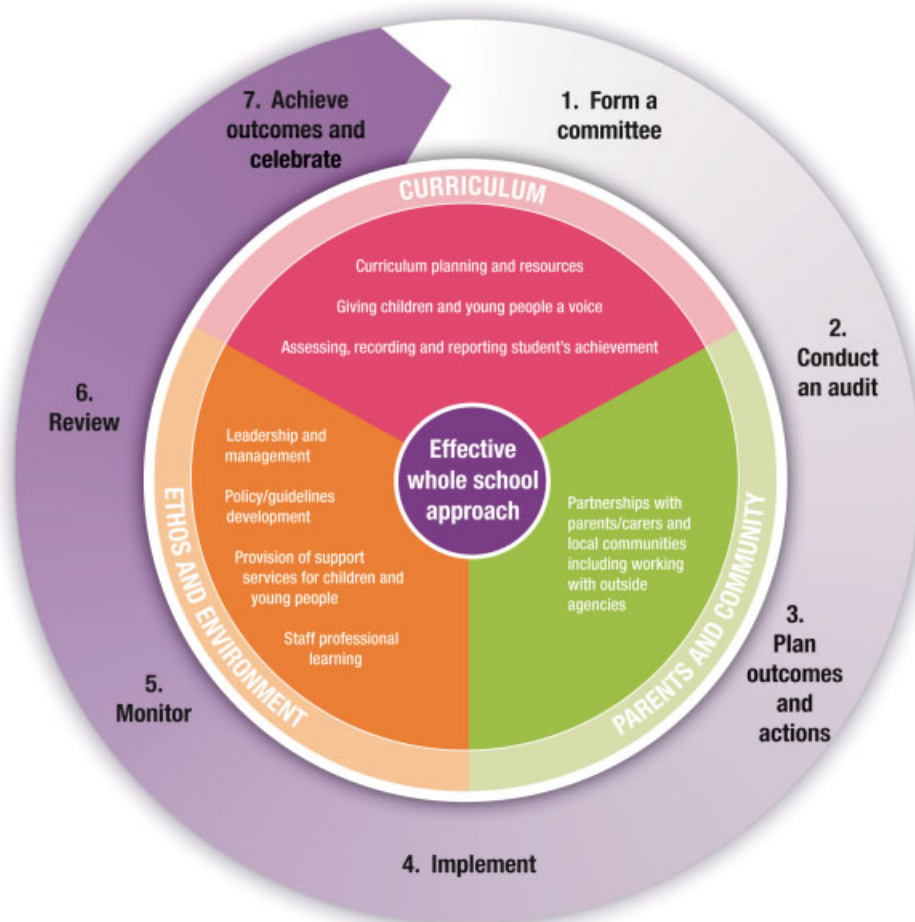 7. Achieve
outcomes and
celebrate
1. Form a
committee
2.
Conduct
an audit
3.
Plan
outcomes
and
actions
4. Implement
5.
Monitor
6.
Review
CURRICULUM
Curriculum planning and resources
Giving children and young people a voice
Assessing, recording and reporting student's achievement
ETHOS AND ENVIRONMENT
Leadership and
management
Policy/guidelines
development
Provision of support
services for children and
young people
Staff professional
learning
Effective
whole school
approach
PARENTS AND COMMUNITY
Partnerships with
parents/carers and
local communities
including working
with outside
agencies